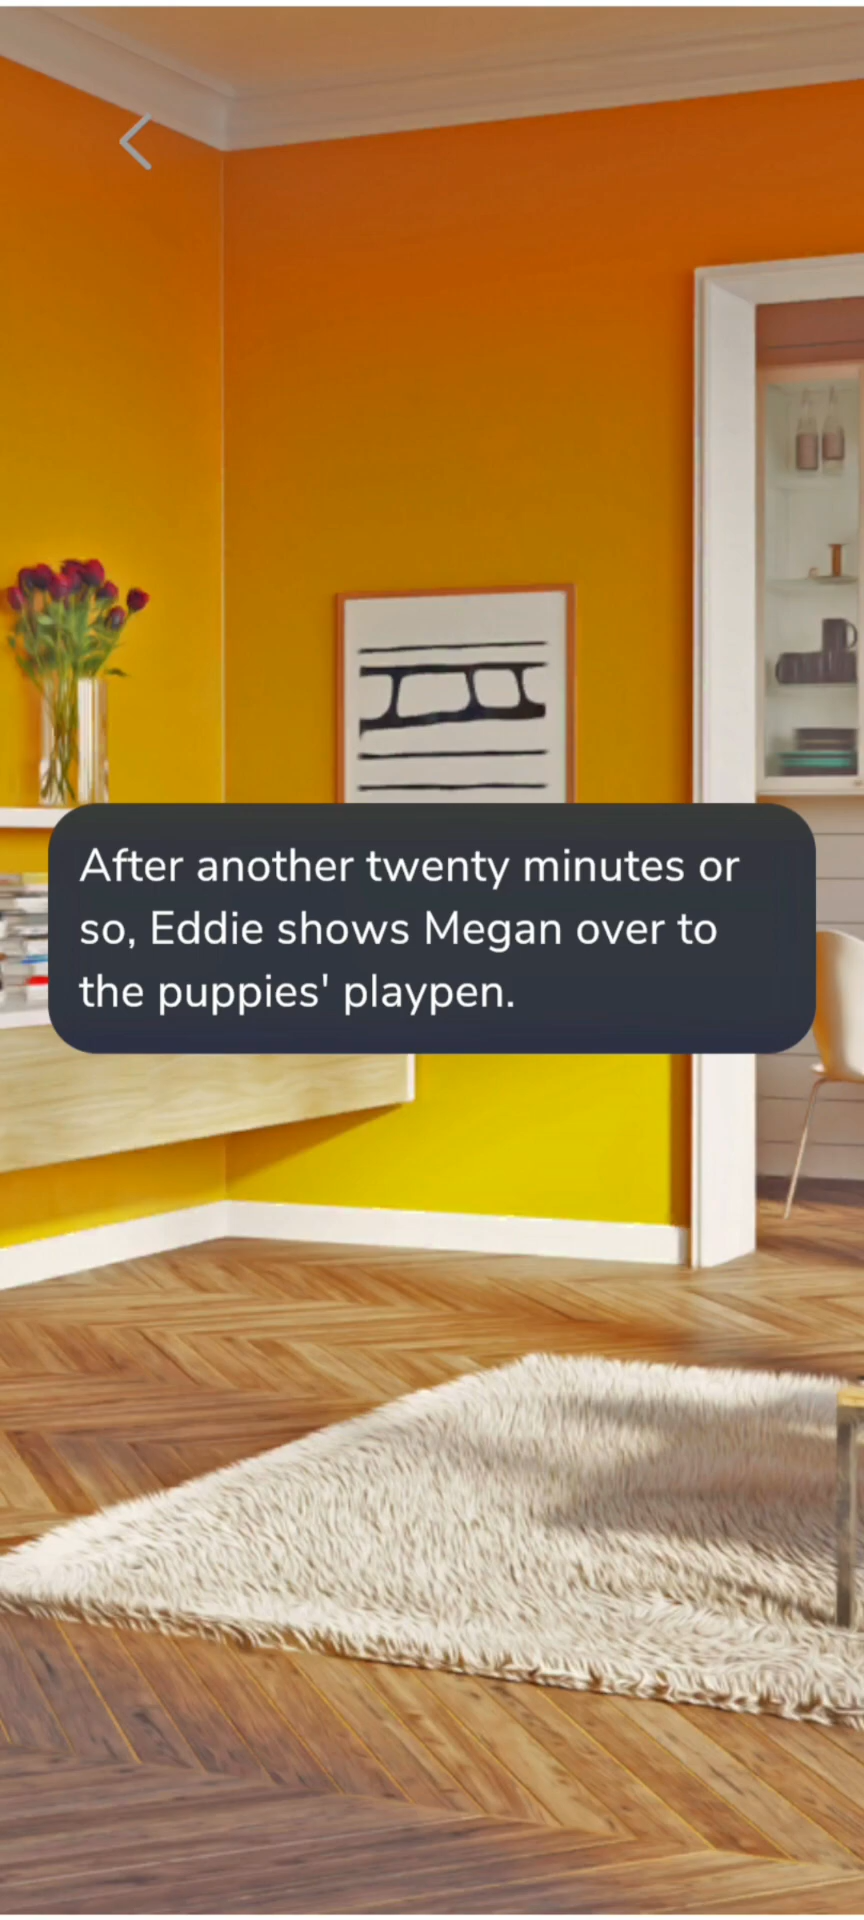 After another twenty minutes or
so, Eddie shows Megan over to
the puppies' playpen.